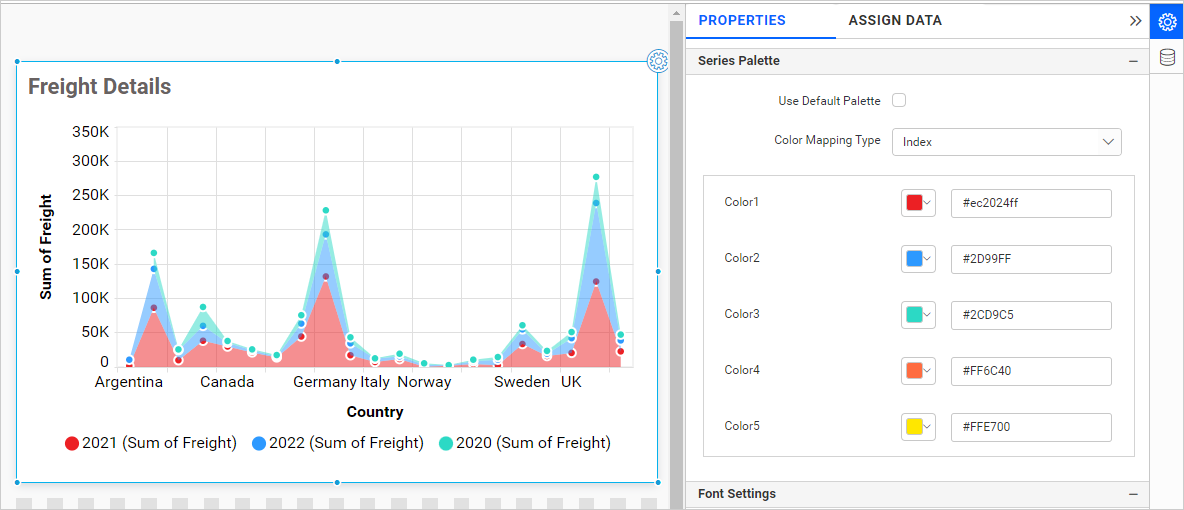 Freight Details
350K
300K
250K
200K
150K
100K
50K
0
Sum of Freight
Argentina Canada Germany Italy Norway Sweden UK
Country
2021 (Sum of Freight) 2022 (Sum of Freight) 2020 (Sum of Freight)
PROPERTIES ASSIGN DATA
Series Palette
Use Default Palette
Color Mapping Type Index
Color1 #ec2024ff
Color2 #2D99FF
Color3 #2CD9C5
Color4 #FF6C40
Color5 #FFE700
Font Settings